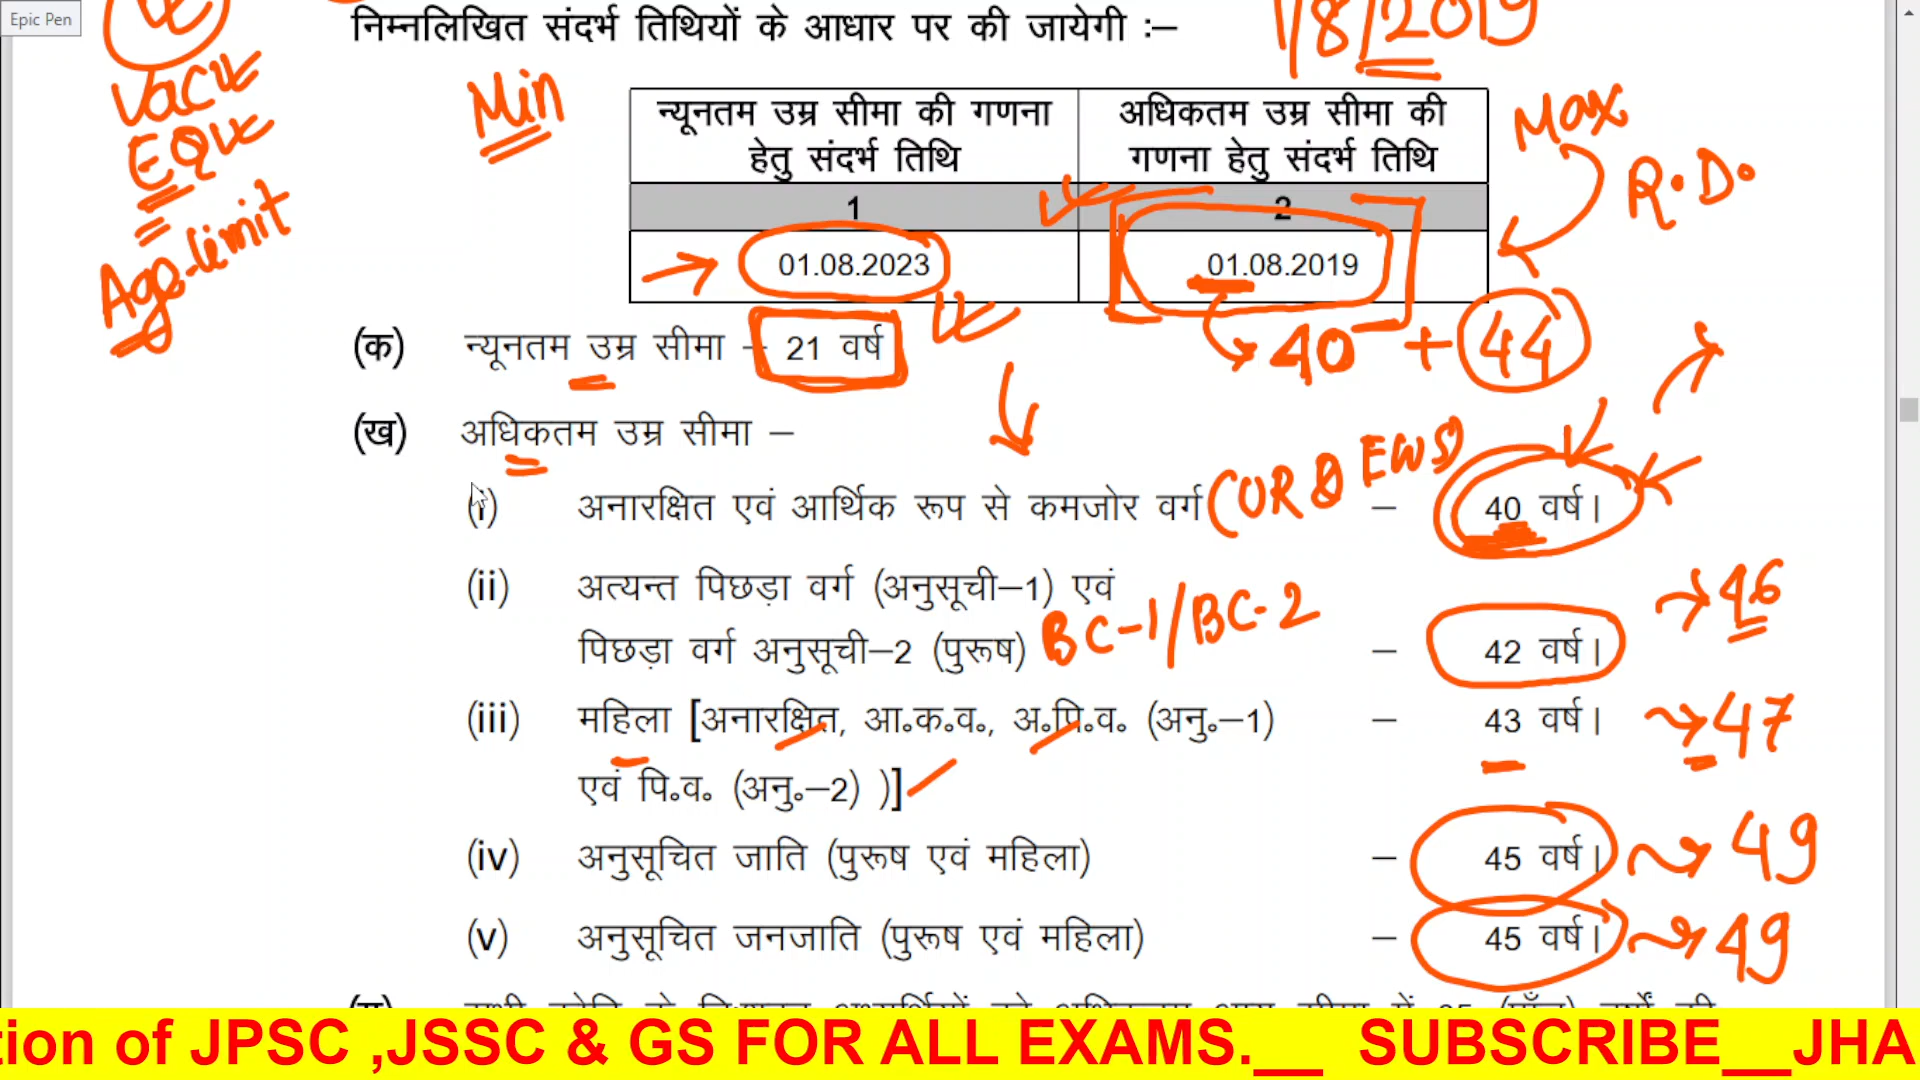 Epic Pen
निम्नलिखित संदर्भ तिथियों के आधार पर की जायेगी :–
1/8/2019
Vac
EQ
Age-limit
Min
न्यूनतम उम्र सीमा की गणना हेतु संदर्भ तिथि
अधिकतम उम्र सीमा की गणना हेतु संदर्भ तिथि
Max
R.D.
1
2
01.08.2023
01.08.2019
(क) न्यूनतम उम्र सीमा – 21 वर्ष
40 + 44
(ख) अधिकतम उम्र सीमा –
(i) अनारक्षित एवं आर्थिक रूप से कमजोर वर्ग (UR & EWS) – 40 वर्ष।
(ii) अत्यन्त पिछड़ा वर्ग (अनुसूची–1) एवं
46
पिछड़ा वर्ग अनुसूची–2 (पुरूष) BC-1/BC-2 – 42 वर्ष।
(iii) महिला [अनारक्षित, आ॰क॰व॰, अ॰पि॰व॰ (अनु॰–1) – 43 वर्ष। 47
एवं पि॰व॰ (अनु॰–2) )]
(iv) अनुसूचित जाति (पुरूष एवं महिला) – 45 वर्ष। 49
(v) अनुसूचित जनजाति (पुरूष एवं महिला) – 45 वर्ष। 49
tion of JPSC ,JSSC & GS FOR ALL EXAMS.__ SUBSCRIBE__JHA